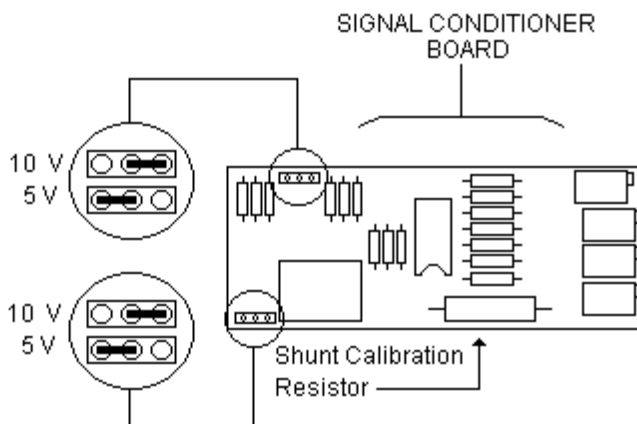 SIGNAL CONDITIONER
BOARD
10 V
5 V
10 V
5 V
Shunt Calibration
Resistor